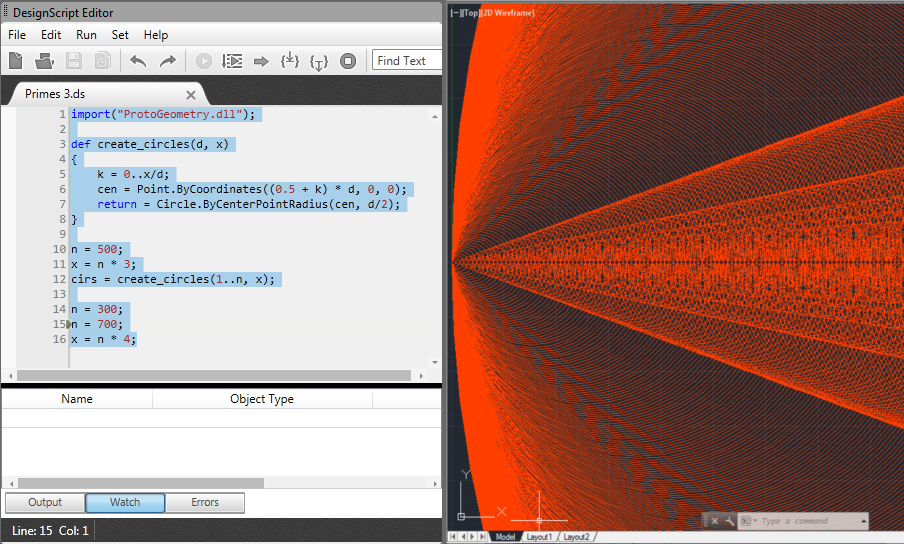 DesignScript Editor
File Edit Run Set Help
Find Text
Primes 3.ds
1 import("ProtoGeometry.dll");
2
3 def create_circles(d, x)
4 {
5 k = 0..x/d;
6 cen = Point.ByCoordinates((0.5 + k) * d, 0, 0);
7 return = Circle.ByCenterPointRadius(cen, d/2);
8 }
9
10 n = 500;
11 x = n * 3;
12 cirs = create_circles(1..n, x);
13
14 n = 300;
15 n = 700;
16 x = n * 4;
Name Object Type
Output Watch Errors
Line: 15 Col: 1
[−][Top][2D Wireframe]
Y
X
Type a command
Model Layout1 Layout2